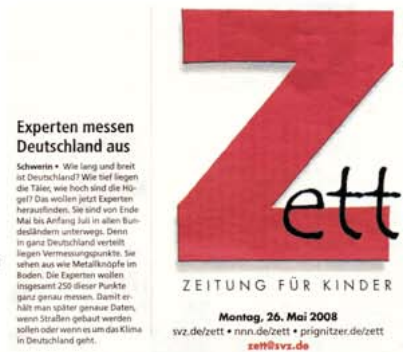 Experten messen
Deutschland aus
Schwerin • Wie lang und breit
ist Deutschland? Wie tief liegen
die Täler, wie hoch sind die Hü-
gel? Das wollen jetzt Experten
herausfinden. Sie sind von Ende
Mai bis Anfang Juli in allen Bun-
desländern unterwegs. Denn
in ganz Deutschland verteilt
liegen Vermessungspunkte. Sie
sehen aus wie Metallknöpfe im
Boden. Die Experten wollen
insgesamt 250 dieser Punkte
ganz genau messen. Damit er-
hält man später genaue Daten,
wenn Straßen gebaut werden
sollen oder wenn es um das Klima
in Deutschland geht.
Zett
ZEITUNG FÜR KINDER
Montag, 26. Mai 2008
svz.de/zett • nnn.de/zett • prignitzer.de/zett
zett@svz.de